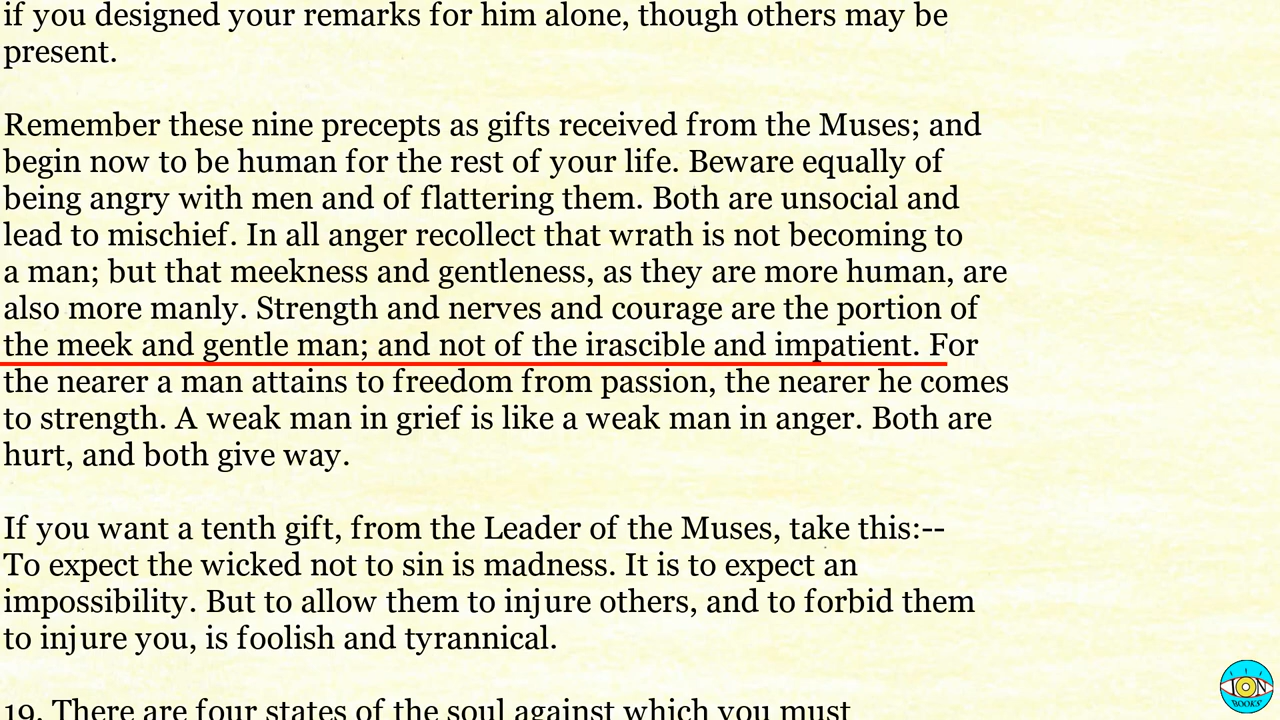 if you designed your remarks for him alone, though others may be
present.
Remember these nine precepts as gifts received from the Muses; and
begin now to be human for the rest of your life. Beware equally of
being angry with men and of flattering them. Both are unsocial and
lead to mischief. In all anger recollect that wrath is not becoming to
a man; but that meekness and gentleness, as they are more human, are
also more manly. Strength and nerves and courage are the portion of
the meek and gentle man; and not of the irascible and impatient. For
the nearer a man attains to freedom from passion, the nearer he comes
to strength. A weak man in grief is like a weak man in anger. Both are
hurt, and both give way.
If you want a tenth gift, from the Leader of the Muses, take this:--
To expect the wicked not to sin is madness. It is to expect an
impossibility. But to allow them to injure others, and to forbid them
to injure you, is foolish and tyrannical.
19. There are four states of the soul against which you must
ION
BOOKS